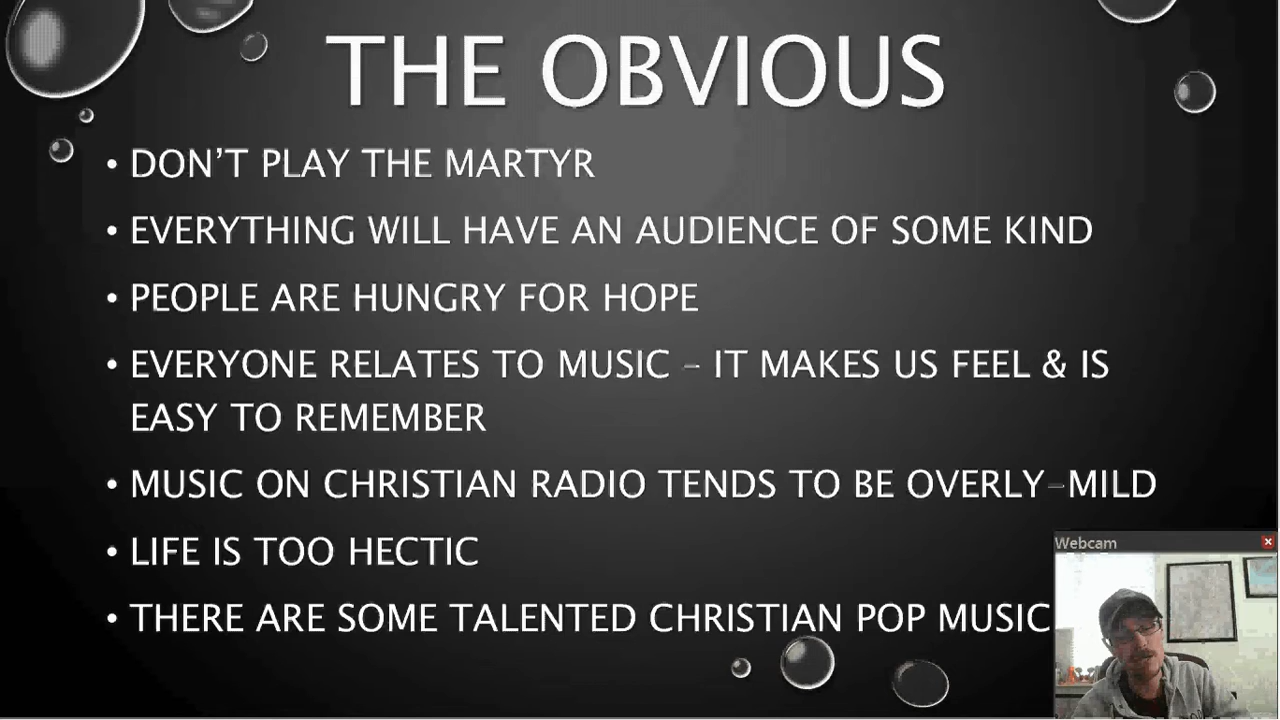 THE OBVIOUS
• DON'T PLAY THE MARTYR
• EVERYTHING WILL HAVE AN AUDIENCE OF SOME KIND
• PEOPLE ARE HUNGRY FOR HOPE
• EVERYONE RELATES TO MUSIC – IT MAKES US FEEL & IS
EASY TO REMEMBER
• MUSIC ON CHRISTIAN RADIO TENDS TO BE OVERLY-MILD
• LIFE IS TOO HECTIC
Webcam
• THERE ARE SOME TALENTED CHRISTIAN POP MUSIC